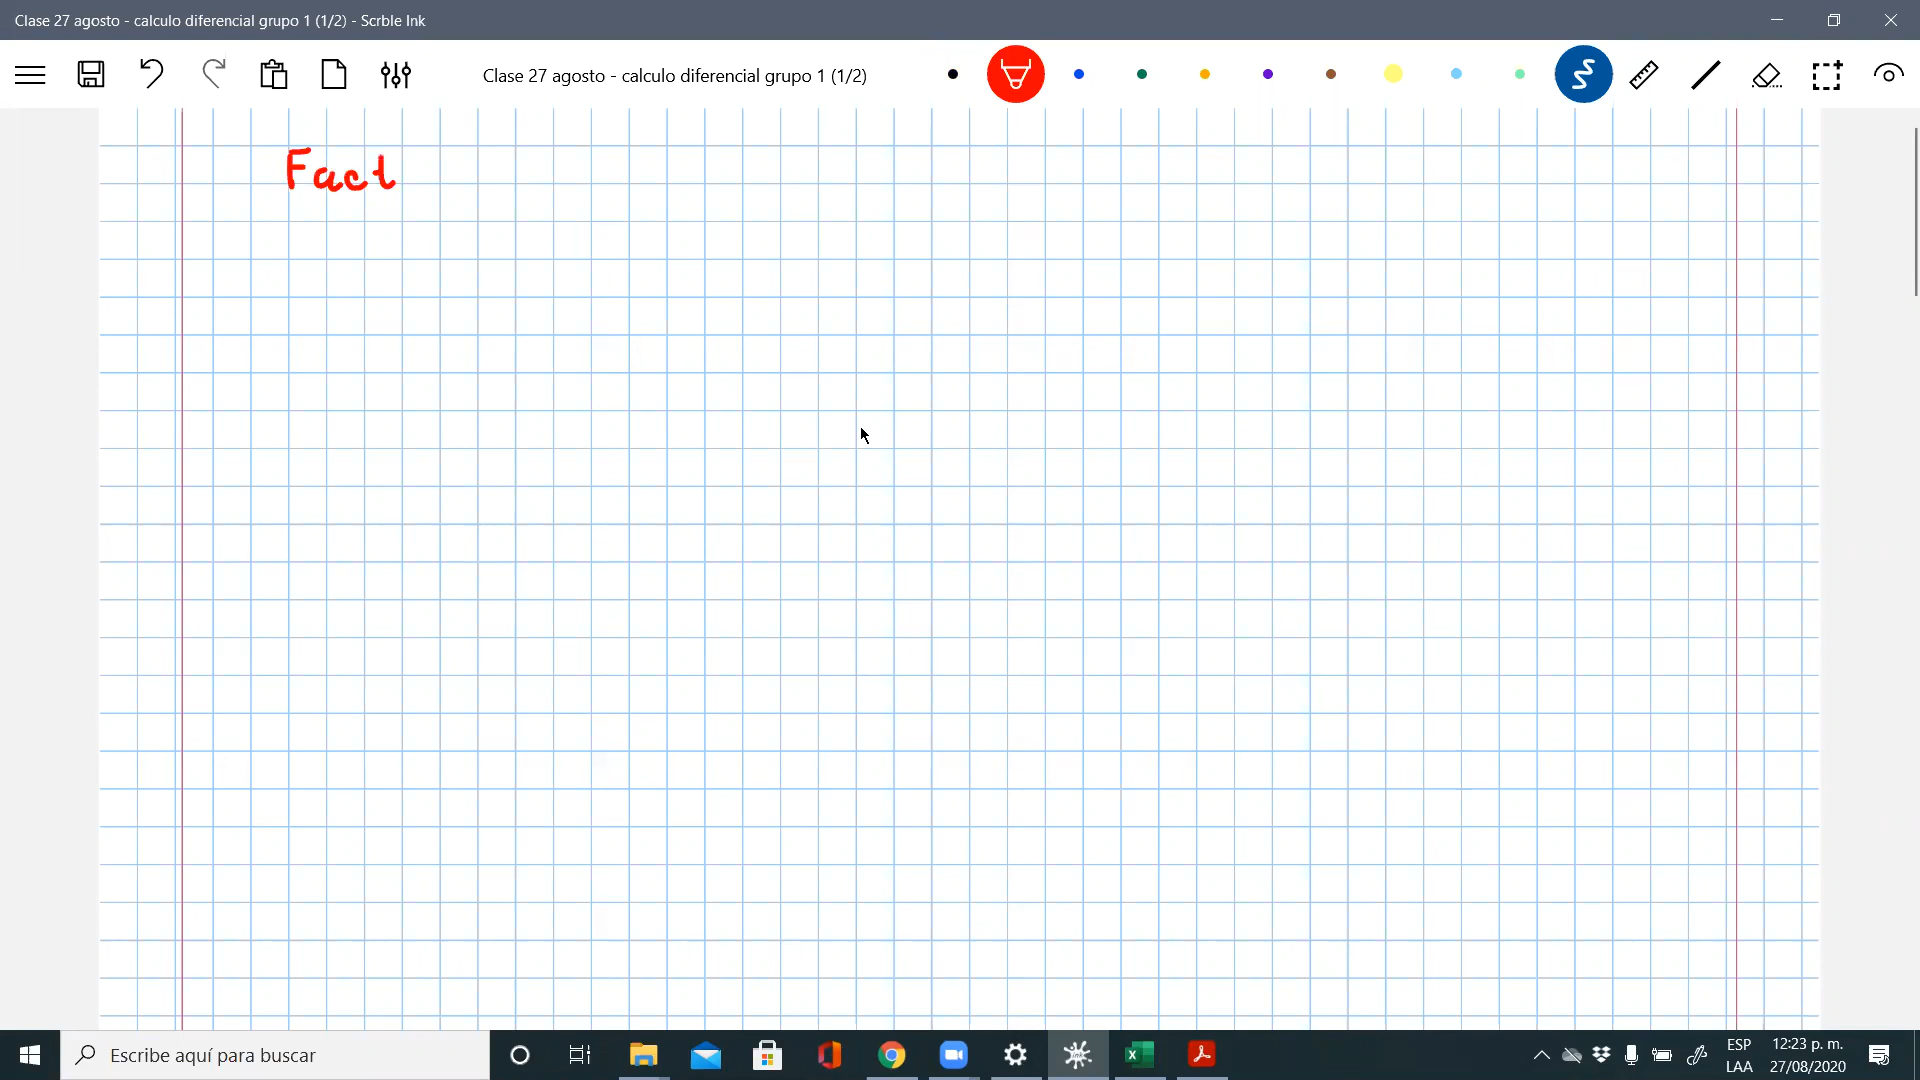 Clase 27 agosto - calculo diferencial grupo 1 (1/2) - Scrble Ink
Clase 27 agosto - calculo diferencial grupo 1 (1/2)
Fact
Escribe aquí para buscar
ESP
LAA
12:23 p. m.
27/08/2020